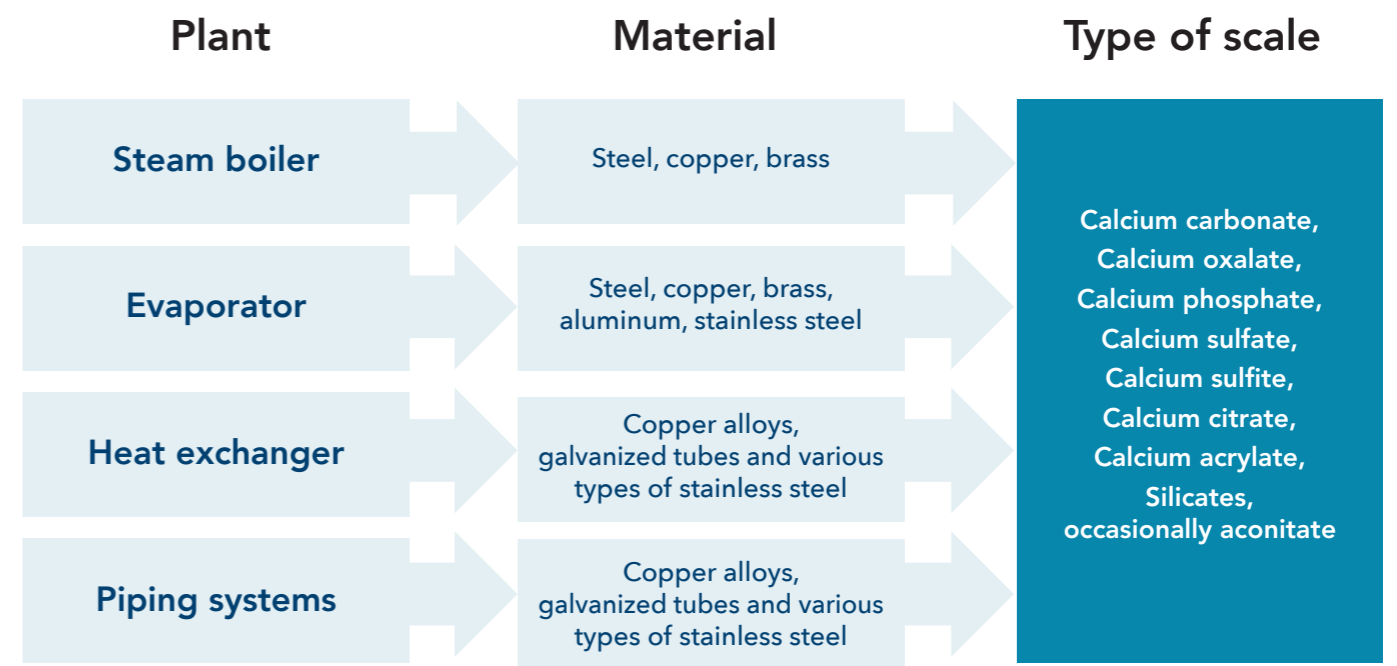 Plant
Material
Type of scale
Steam boiler
Steel, copper, brass
Evaporator
Steel, copper, brass,
aluminum, stainless steel
Heat exchanger
Copper alloys,
galvanized tubes and various
types of stainless steel
Piping systems
Copper alloys,
galvanized tubes and various
types of stainless steel
Calcium carbonate,
Calcium oxalate,
Calcium phosphate,
Calcium sulfate,
Calcium sulfite,
Calcium citrate,
Calcium acrylate,
Silicates,
occasionally aconitate